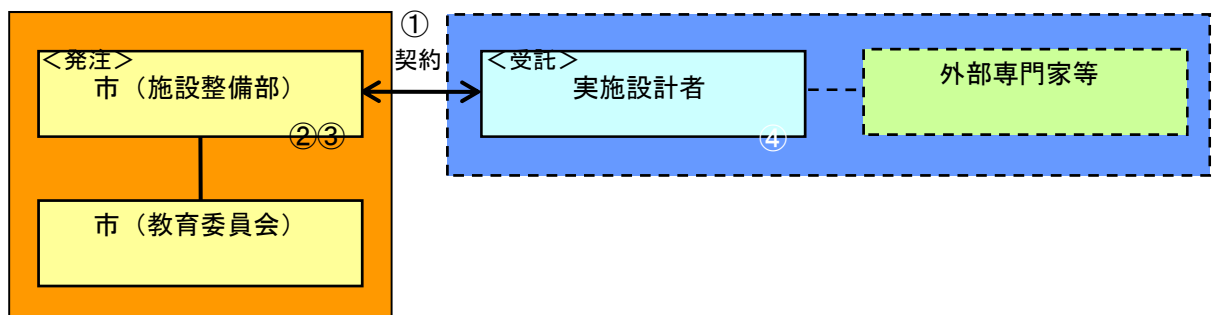 ①
契約
＜発注＞
市（施設整備部）
②③
市（教育委員会）
＜受託＞
実施設計者
④
外部専門家等